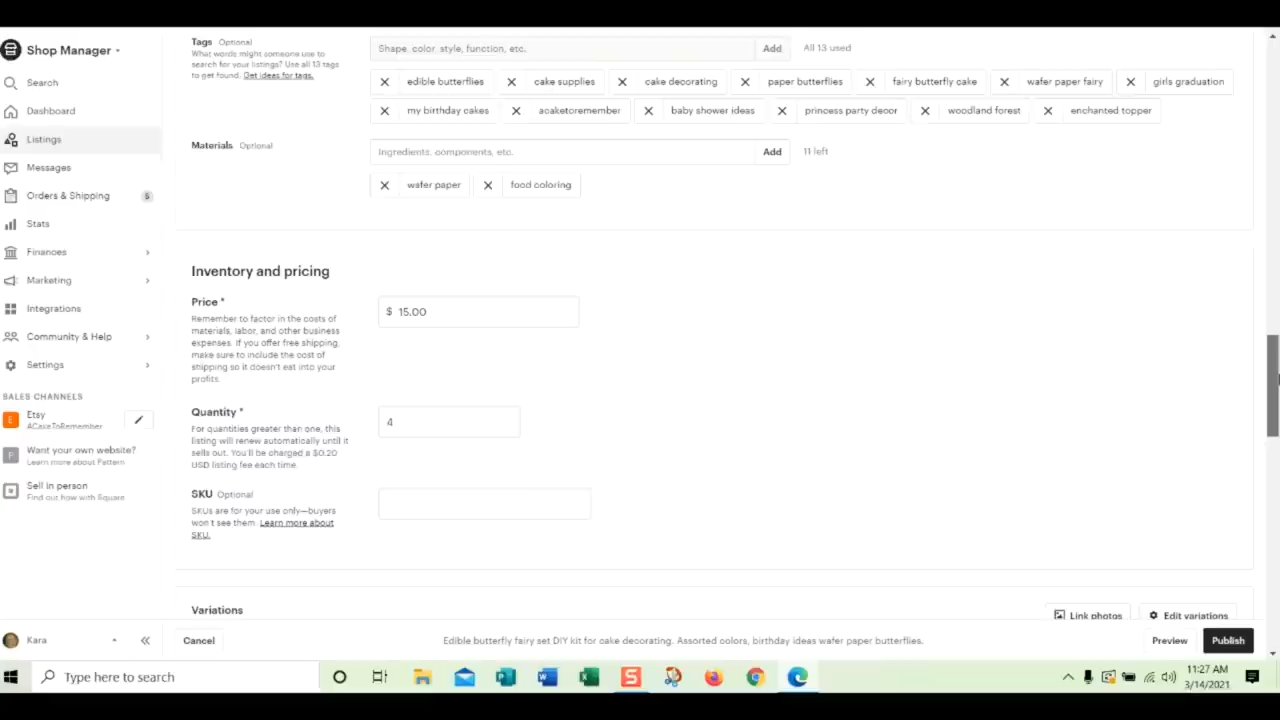 Shop Manager
Search
Dashboard
Listings
Messages
Orders & Shipping 5
Stats
Finances
Marketing
Integrations
Community & Help
Settings
SALES CHANNELS
E Etsy
ACakeToRemember
P Want your own website?
Learn more about Pattern
Sell in person
Find out how with Square
Kara
Tags Optional
What words might someone use to
search for your listings? Use all 13 tags
to get found. Get ideas for tags.
Shape, color, style, function, etc. Add All 13 used
edible butterflies cake supplies cake decorating paper butterflies fairy butterfly cake wafer paper fairy girls graduation
my birthday cakes acaketoremember baby shower ideas princess party decor woodland forest enchanted topper
Materials Optional
Ingredients, components, etc. Add 11 left
wafer paper food coloring
Inventory and pricing
Price *
Remember to factor in the costs of
materials, labor, and other business
expenses. If you offer free shipping,
make sure to include the cost of
shipping so it doesn't eat into your
profits.
$ 15.00
Quantity *
For quantities greater than one, this
listing will renew automatically until it
sells out. You'll be charged a $0.20
USD listing fee each time.
4
SKU Optional
SKUs are for your use only—buyers
won't see them. Learn more about
SKU.
Variations
Link photos Edit variations
Cancel Edible butterfly fairy set DIY kit for cake decorating. Assorted colors, birthday ideas wafer paper butterflies. Preview Publish
Type here to search
11:27 AM
3/14/2021